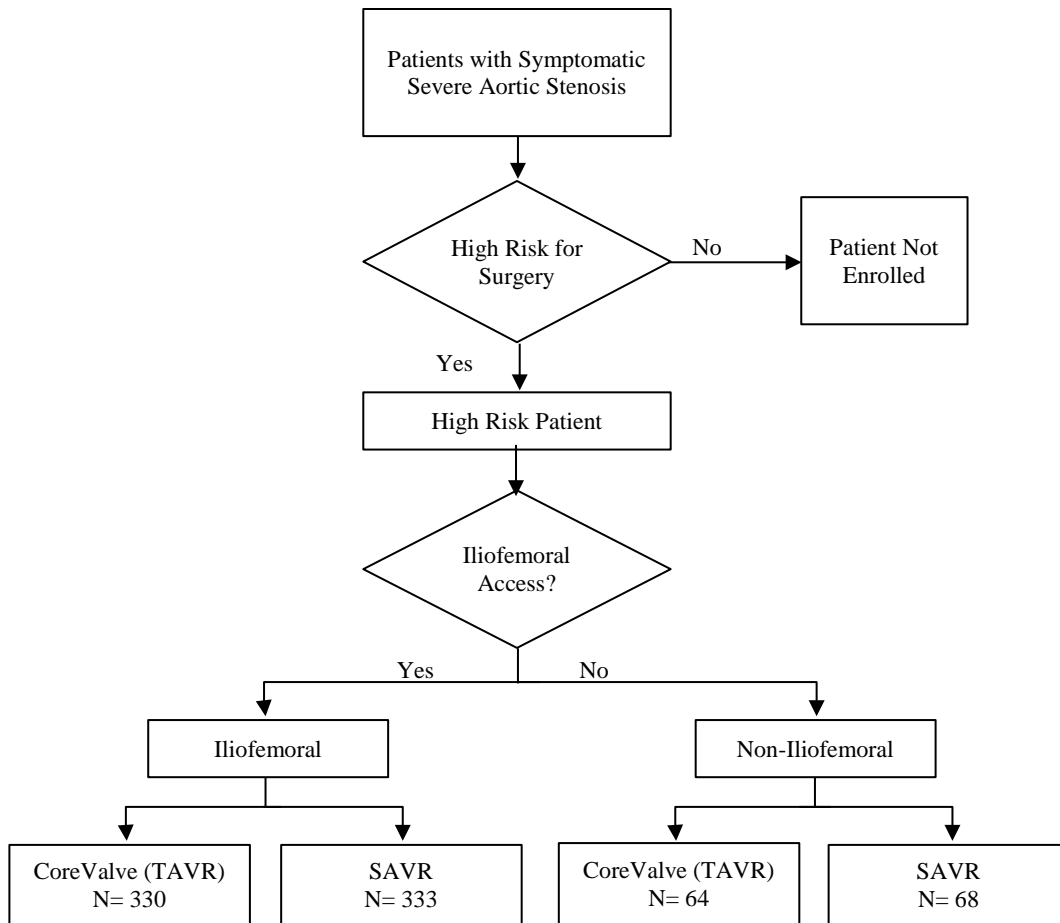 Patients with Symptomatic
Severe Aortic Stenosis
High Risk for
Surgery
No
Patient Not
Enrolled
Yes
High Risk Patient
Iliofemoral
Access?
Yes
No
Iliofemoral
Non-Iliofemoral
CoreValve (TAVR)
N= 330
SAVR
N= 333
CoreValve (TAVR)
N= 64
SAVR
N= 68